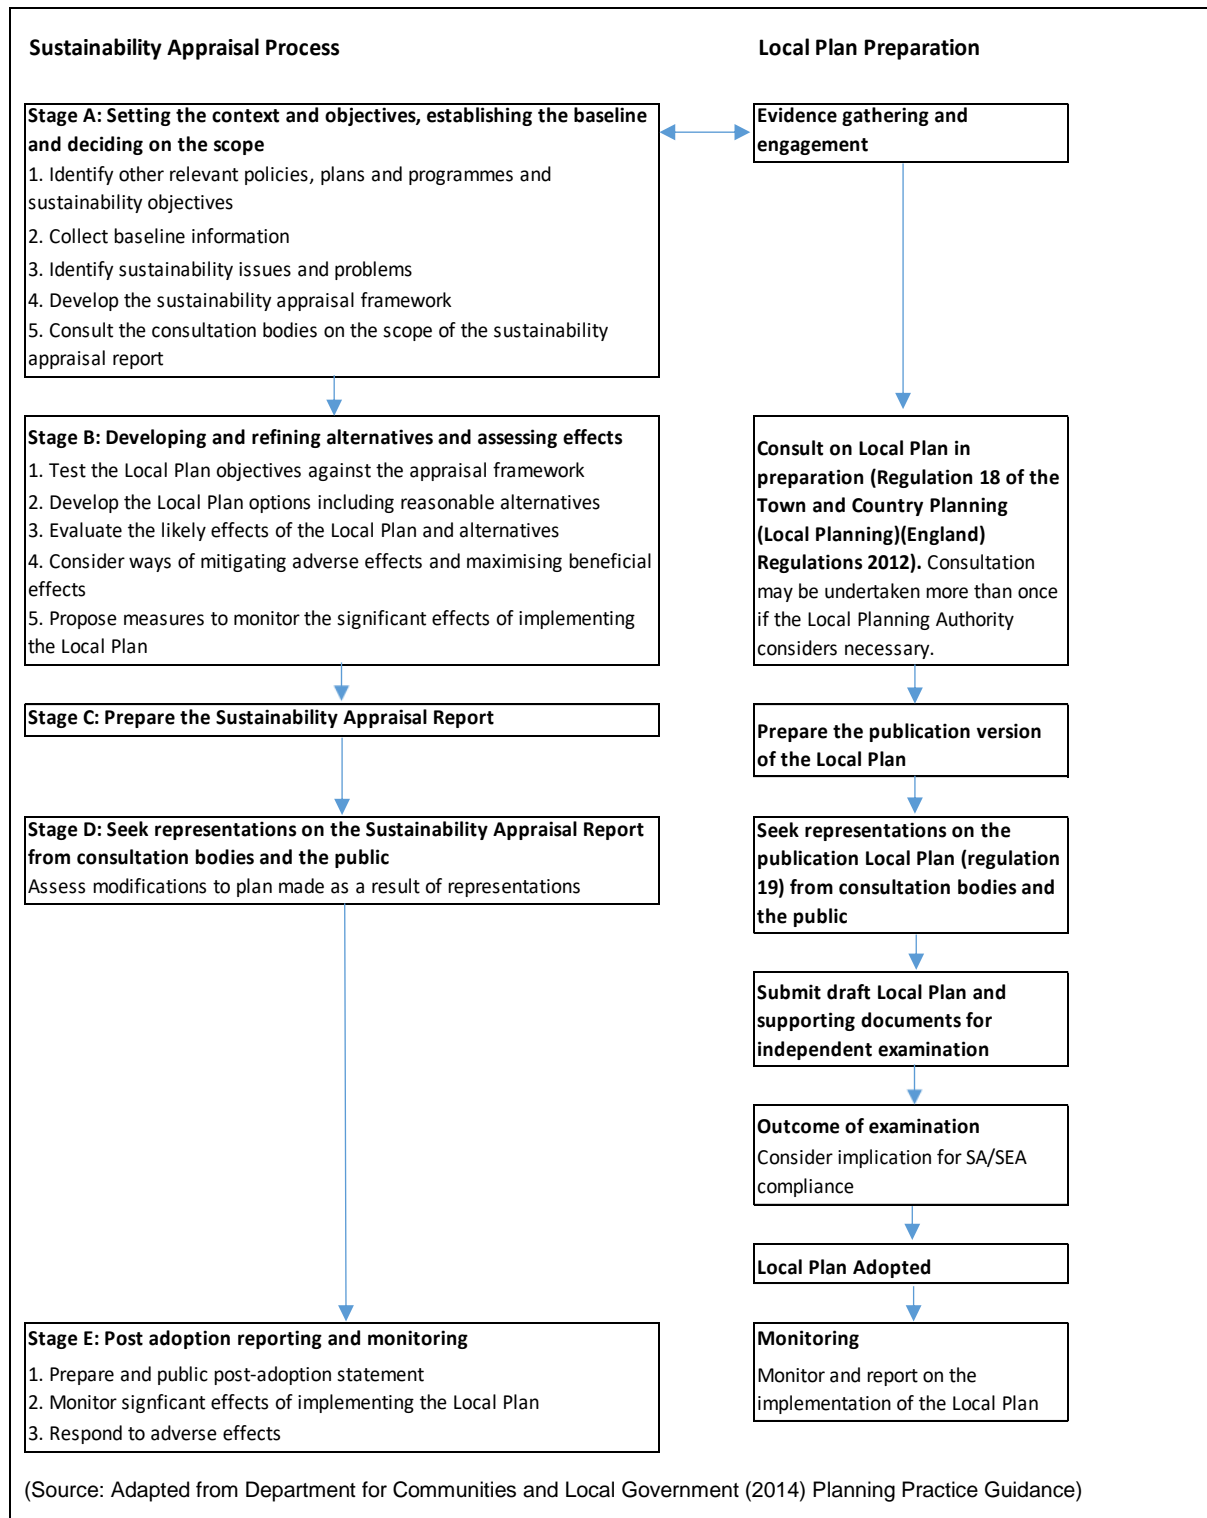 Sustainability Appraisal Process
Local Plan Preparation
Stage A: Setting the context and objectives, establishing the baseline
and deciding on the scope
1. Identify other relevant policies, plans and programmes and
sustainability objectives
2. Collect baseline information
3. Identify sustainability issues and problems
4. Develop the sustainability appraisal framework
5. Consult the consultation bodies on the scope of the sustainability
appraisal report
Evidence gathering and
engagement
Stage B: Developing and refining alternatives and assessing effects
1. Test the Local Plan objectives against the appraisal framework
2. Develop the Local Plan options including reasonable alternatives
3. Evaluate the likely effects of the Local Plan and alternatives
4. Consider ways of mitigating adverse effects and maximising beneficial
effects
5. Propose measures to monitor the significant effects of implementing
the Local Plan
Consult on Local Plan in
preparation (Regulation 18 of the
Town and Country Planning
(Local Planning)(England)
Regulations 2012). Consultation
may be undertaken more than once
if the Local Planning Authority
considers necessary.
Stage C: Prepare the Sustainability Appraisal Report
Prepare the publication version
of the Local Plan
Stage D: Seek representations on the Sustainability Appraisal Report
from consultation bodies and the public
Assess modifications to plan made as a result of representations
Seek representations on the
publication Local Plan (regulation
19) from consultation bodies and
the public
Submit draft Local Plan and
supporting documents for
independent examination
Outcome of examination
Consider implication for SA/SEA
compliance
Local Plan Adopted
Stage E: Post adoption reporting and monitoring
1. Prepare and public post-adoption statement
2. Monitor signficant effects of implementing the Local Plan
3. Respond to adverse effects
Monitoring
Monitor and report on the
implementation of the Local Plan
(Source: Adapted from Department for Communities and Local Government (2014) Planning Practice Guidance)